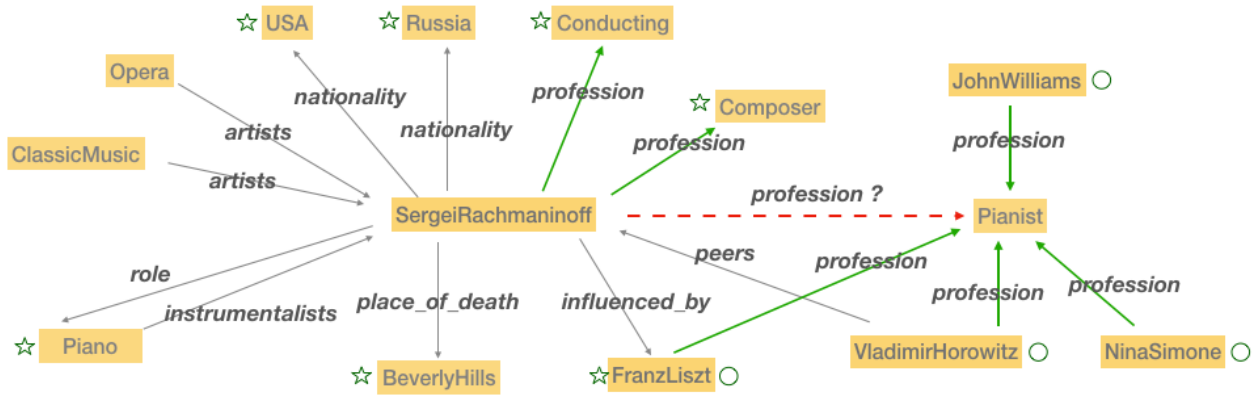 USA
Russia
Conducting
Opera
JohnWilliams
nationality
profession
Composer
artists
nationality
profession
profession
ClassicMusic
artists
profession ?
SergeiRachmaninoff
Pianist
peers
profession
role
place_of_death
influenced_by
profession
profession
instrumentalists
Piano
VladimirHorowitz
NinaSimone
BeverlyHills
FranzLiszt